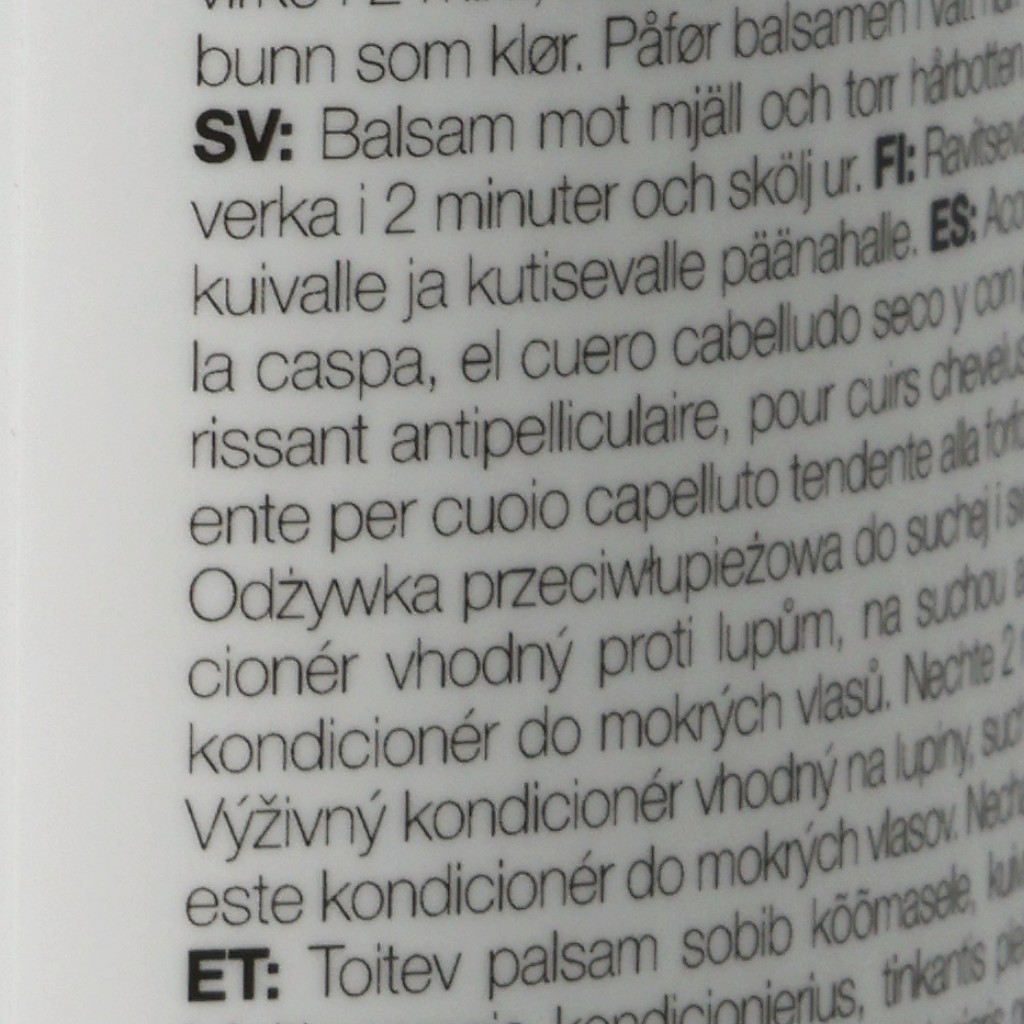 bunn som klør. Påfør balsamen i vått
SV: Balsam mot mjäll och torr hårbotten
verka i 2 minuter och skölj ur. FI:
kuivalle ja kutisevalle päänahalle. ES:
la caspa, el cuero cabelludo seco y con
rissant antipelliculaire, pour cuirs chevelus
ente per cuoio capelluto tendente alla
Odżywka przeciwłupieżowa do suchej i
cionér vhodný proti lupům, na suchou
kondicionér do mokrých vlasů. Nechte 2
Výživný kondicionér vhodný na lupiny,
este kondicionér do mokrých vlasov.
ET: Toitev palsam sobib kõõmasele,
kondicionierius, tinkantis